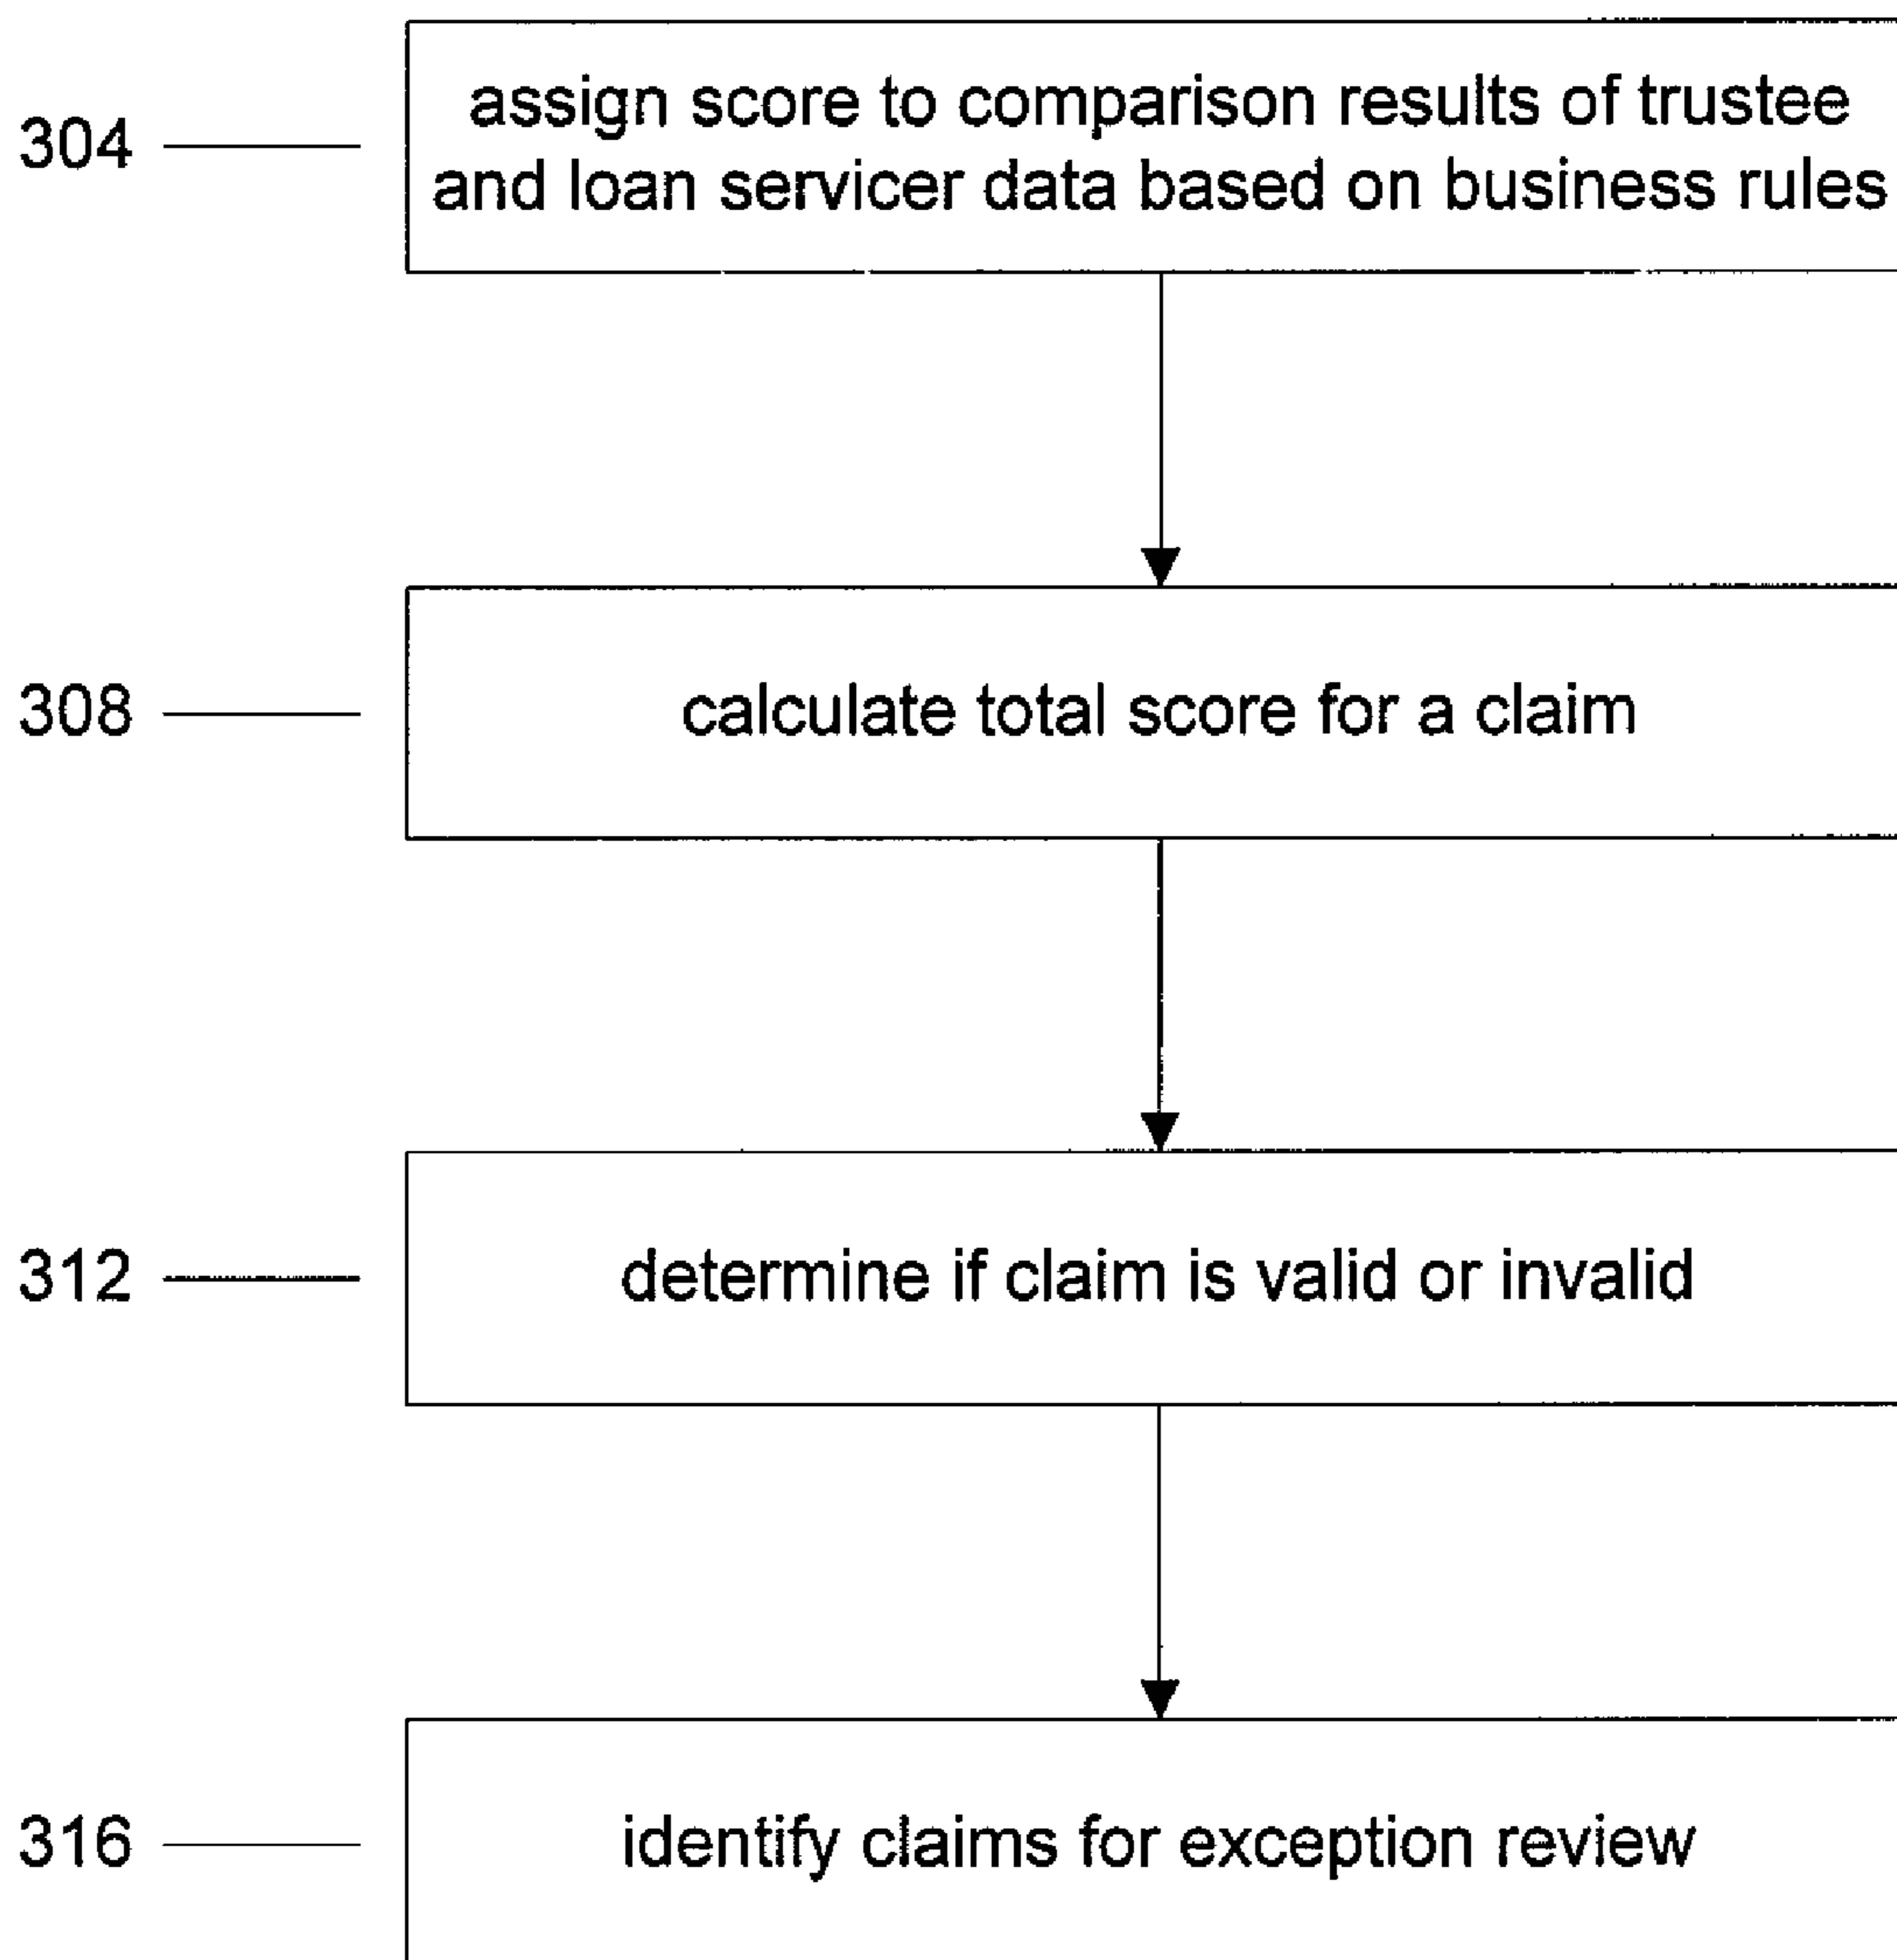 304
assign score to comparison results of trustee
and loan servicer data based on business rules
308
calculate total score for a claim
312
determine if claim is valid or invalid
316
identify claims for exception review